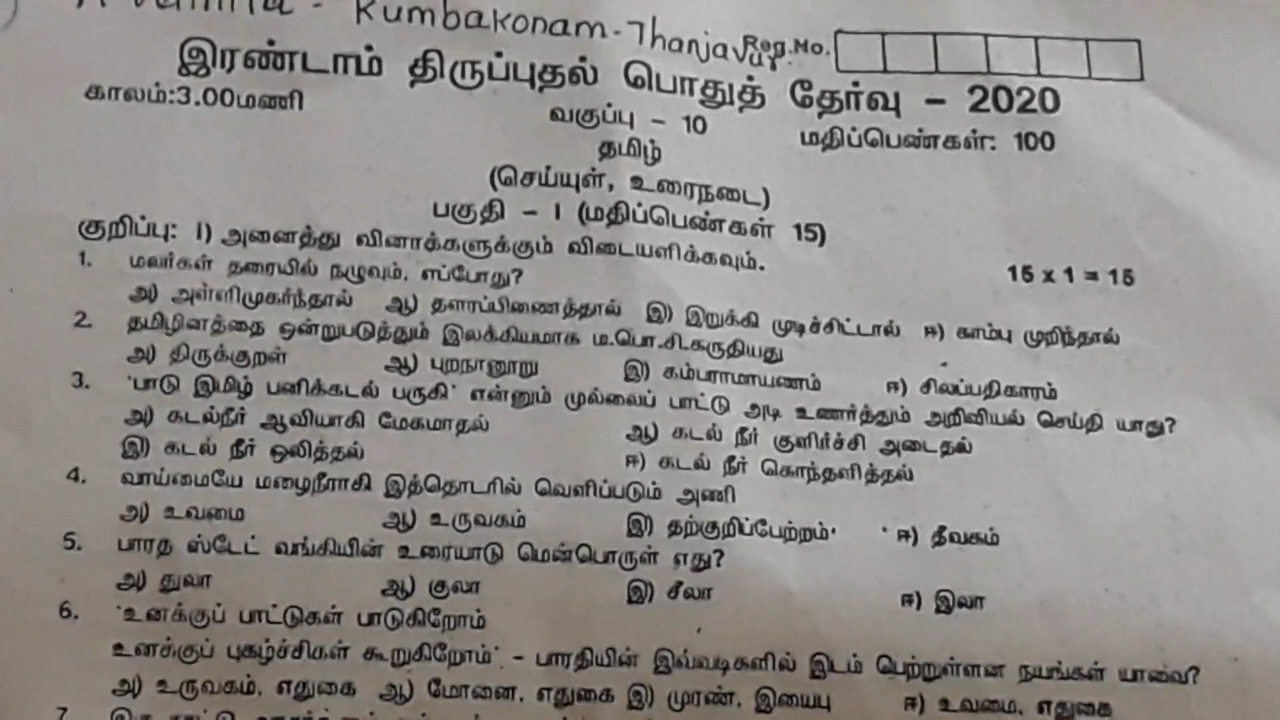 Kumbakonam - Thanjavur.
Reg.No.
இரண்டாம் திருப்புதல் பொதுத் தேர்வு - 2020
காலம்:3.00மணி
வகுப்பு - 10
மதிப்பெண்கள்: 100
தமிழ்
(செய்யுள், உரைநடை)
பகுதி - I (மதிப்பெண்கள் 15)
குறிப்பு: I) அனைத்து வினாக்களுக்கும் விடையளிக்கவும்.
15 x 1 = 15
1. மலர்கள் தரையில் நழுவும், எப்போது?
அ) அள்ளிமுகர்ந்தால் ஆ) தளரப்பிணைத்தால் இ) இறுக்கி முடிச்சிட்டால் ஈ) காம்பு முறிந்தால்
2. தமிழினத்தை ஒன்றுபடுத்தும் இலக்கியமாக ம.பொ.சி.கருதியது
அ) திருக்குறள் ஆ) புறநானூறு இ) கம்பராமாயணம் ஈ) சிலப்பதிகாரம்
3. 'பாடு இமிழ் பனிக்கடல் பருகி' என்னும் முல்லைப் பாட்டு அடி உணர்த்தும் அறிவியல் செய்தி யாது?
அ) கடல்நீர் ஆவியாகி மேகமாதல் ஆ) கடல் நீர் குளிர்ச்சி அடைதல்
இ) கடல் நீர் ஒலித்தல் ஈ) கடல் நீர் கொந்தளித்தல்
4. வாய்மையே மழைநீராகி இத்தொடரில் வெளிப்படும் அணி
அ) உவமை ஆ) உருவகம் இ) தற்குறிப்பேற்றம் ஈ) தீவகம்
5. பாரத ஸ்டேட் வங்கியின் உரையாடு மென்பொருள் எது?
அ) துலா ஆ) குலா இ) சீலா ஈ) இலா
6. 'உனக்குப் பாட்டுகள் பாடுகிறோம்
உனக்குப் புகழ்ச்சிகள் கூறுகிறோம்' - பாரதியின் இவ்வடிகளில் இடம் பெற்றுள்ளன நயங்கள் யாவை?
அ) உருவகம், எதுகை ஆ) மோனை, எதுகை இ) முரண், இயைபு ஈ) உவமை, எதுகை
7.